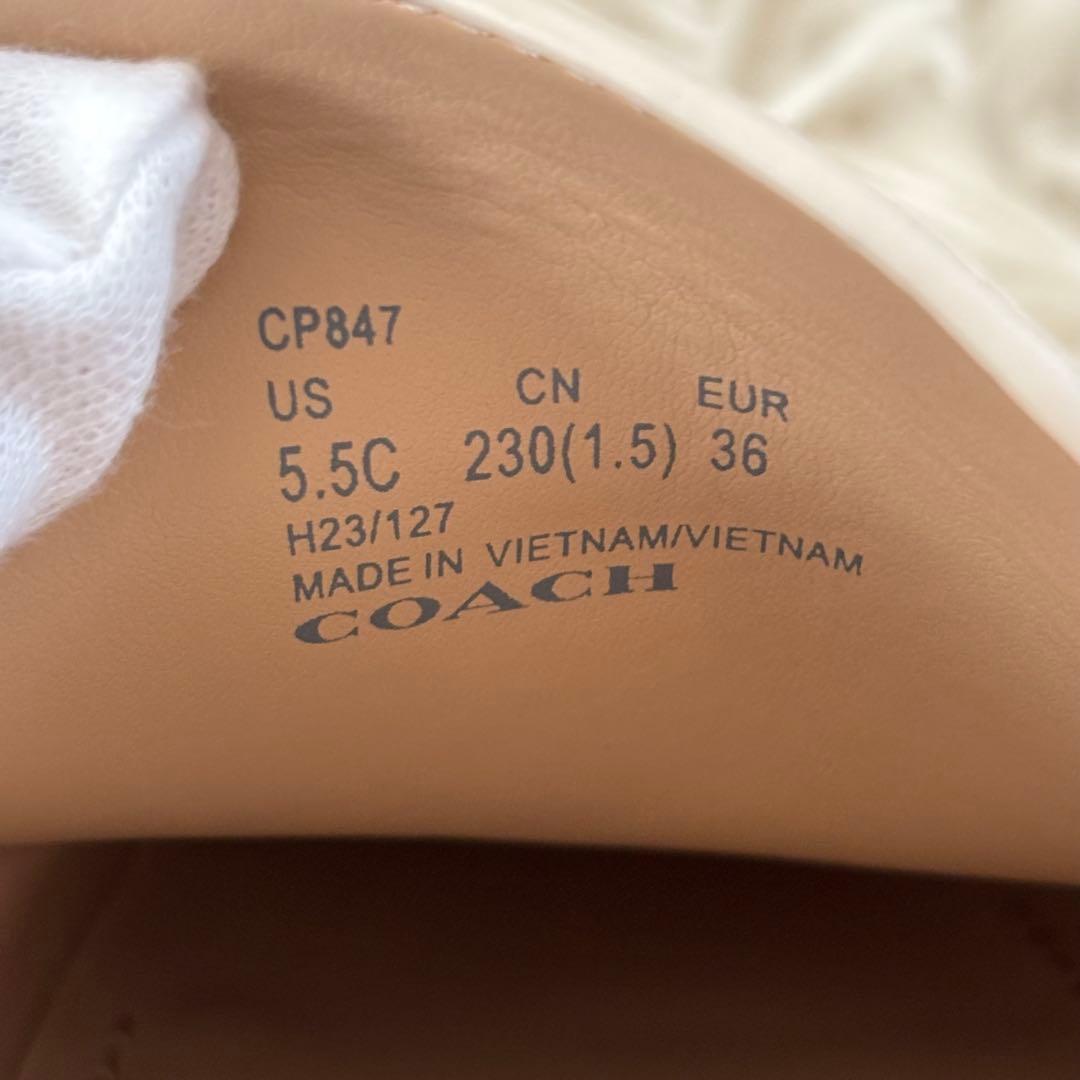 CP847
US CN EUR
5.5C 230(1.5) 36
H23/127
MADE IN VIETNAM/VIETNAM
COACH